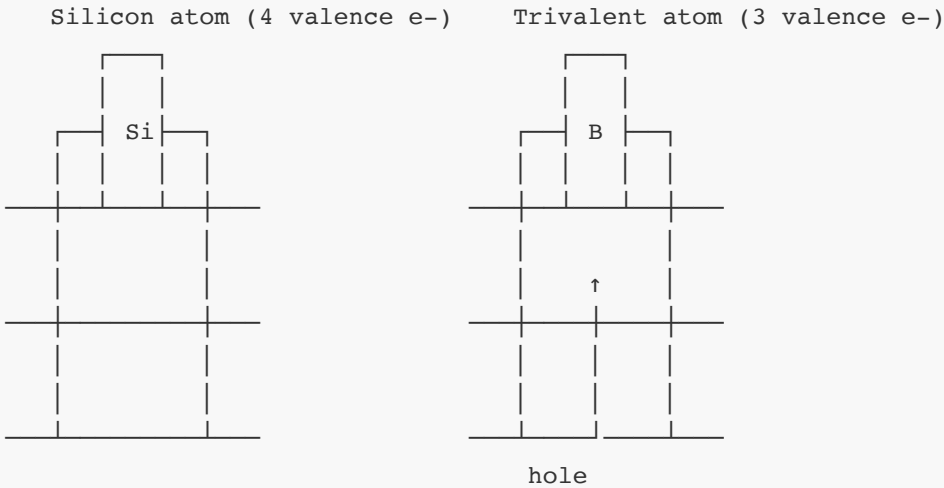 Silicon atom (4 valence e-) Trivalent atom (3 valence e-)
Si B
↑
hole